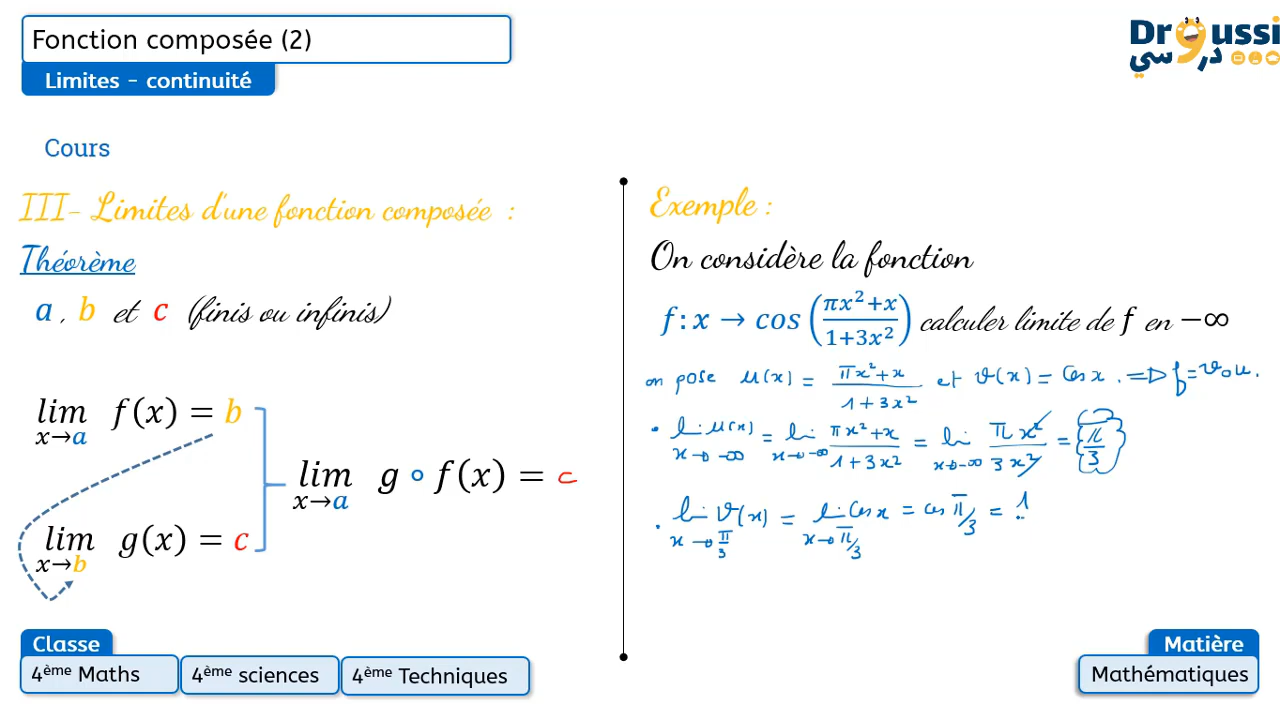 Fonction composée (2)
Limites - continuité
Droussi
درسي
Cours
III- Limites d'une fonction composée :
Théorème
a , b et c (finis ou infinis)
lim x→a f(x) = b
lim x→b g(x) = c
lim x→a g o f(x) = c
Exemple :
On considère la fonction
f: x → cos (πx²+x / 1+3x²) calculer limite de f en −∞
on pose u(x) = πx²+x / 1+3x² et v(x) = cos x. => f = v o u.
• lim x→-∞ u(x) = lim x→-∞ πx²+x / 1+3x² = lim x→-∞ πx² / 3x² = π/3
• lim x→π/3 v(x) = lim x→π/3 cos x = cos π/3 = 1
Classe
4ème Maths
4ème sciences
4ème Techniques
Matière
Mathématiques